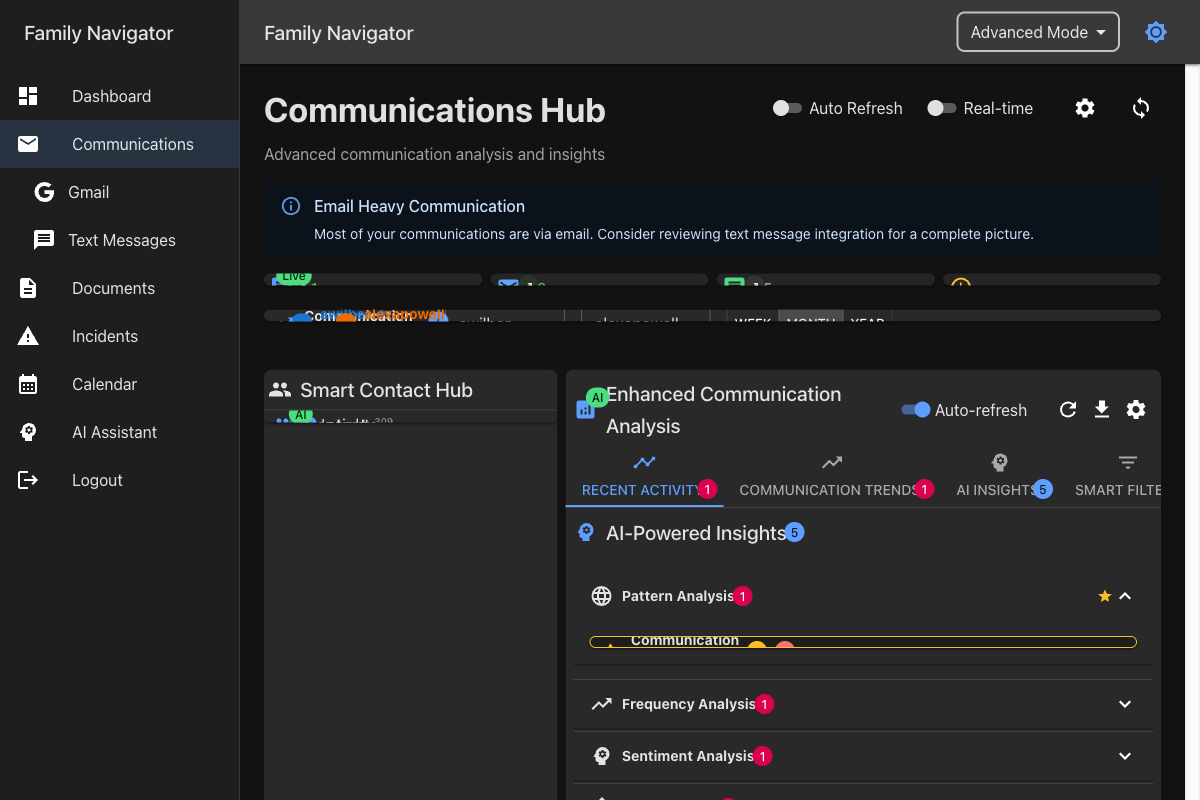 Family Navigator
Family Navigator
Advanced Mode
Dashboard
Communications
Gmail
Text Messages
Documents
Incidents
Calendar
AI Assistant
Logout
Communications Hub
Auto Refresh
Real-time
Advanced communication analysis and insights
Email Heavy Communication
Most of your communications are via email. Consider reviewing text message integration for a complete picture.
Live
Communication
WEEK
MONTH
YEAR
Smart Contact Hub
AI
309
AI
Enhanced Communication
Analysis
Auto-refresh
RECENT ACTIVITY
1
COMMUNICATION TRENDS
1
AI INSIGHTS
5
SMART FILTE
AI-Powered Insights
5
Pattern Analysis
1
Communication
Frequency Analysis
1
Sentiment Analysis
1